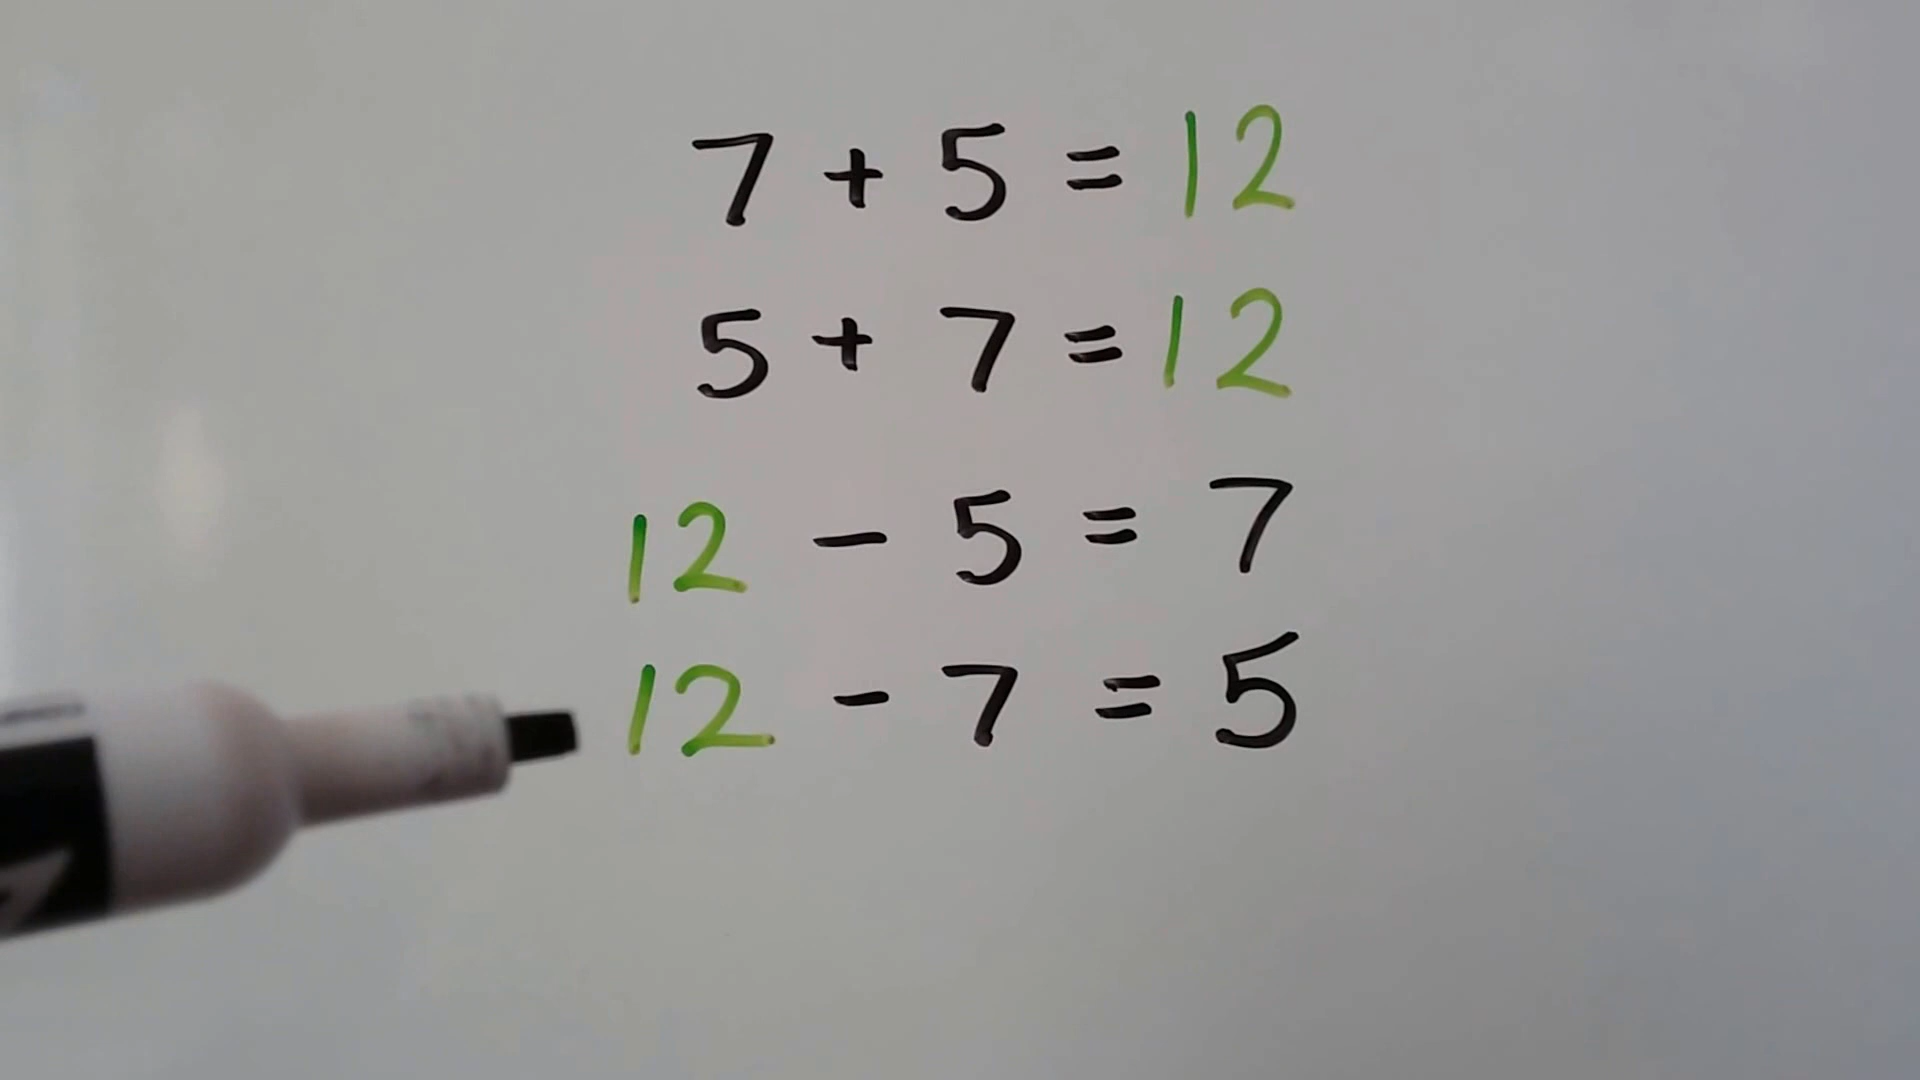 7 + 5 = 12
5 + 7 = 12
12 - 5 = 7
12 - 7 = 5